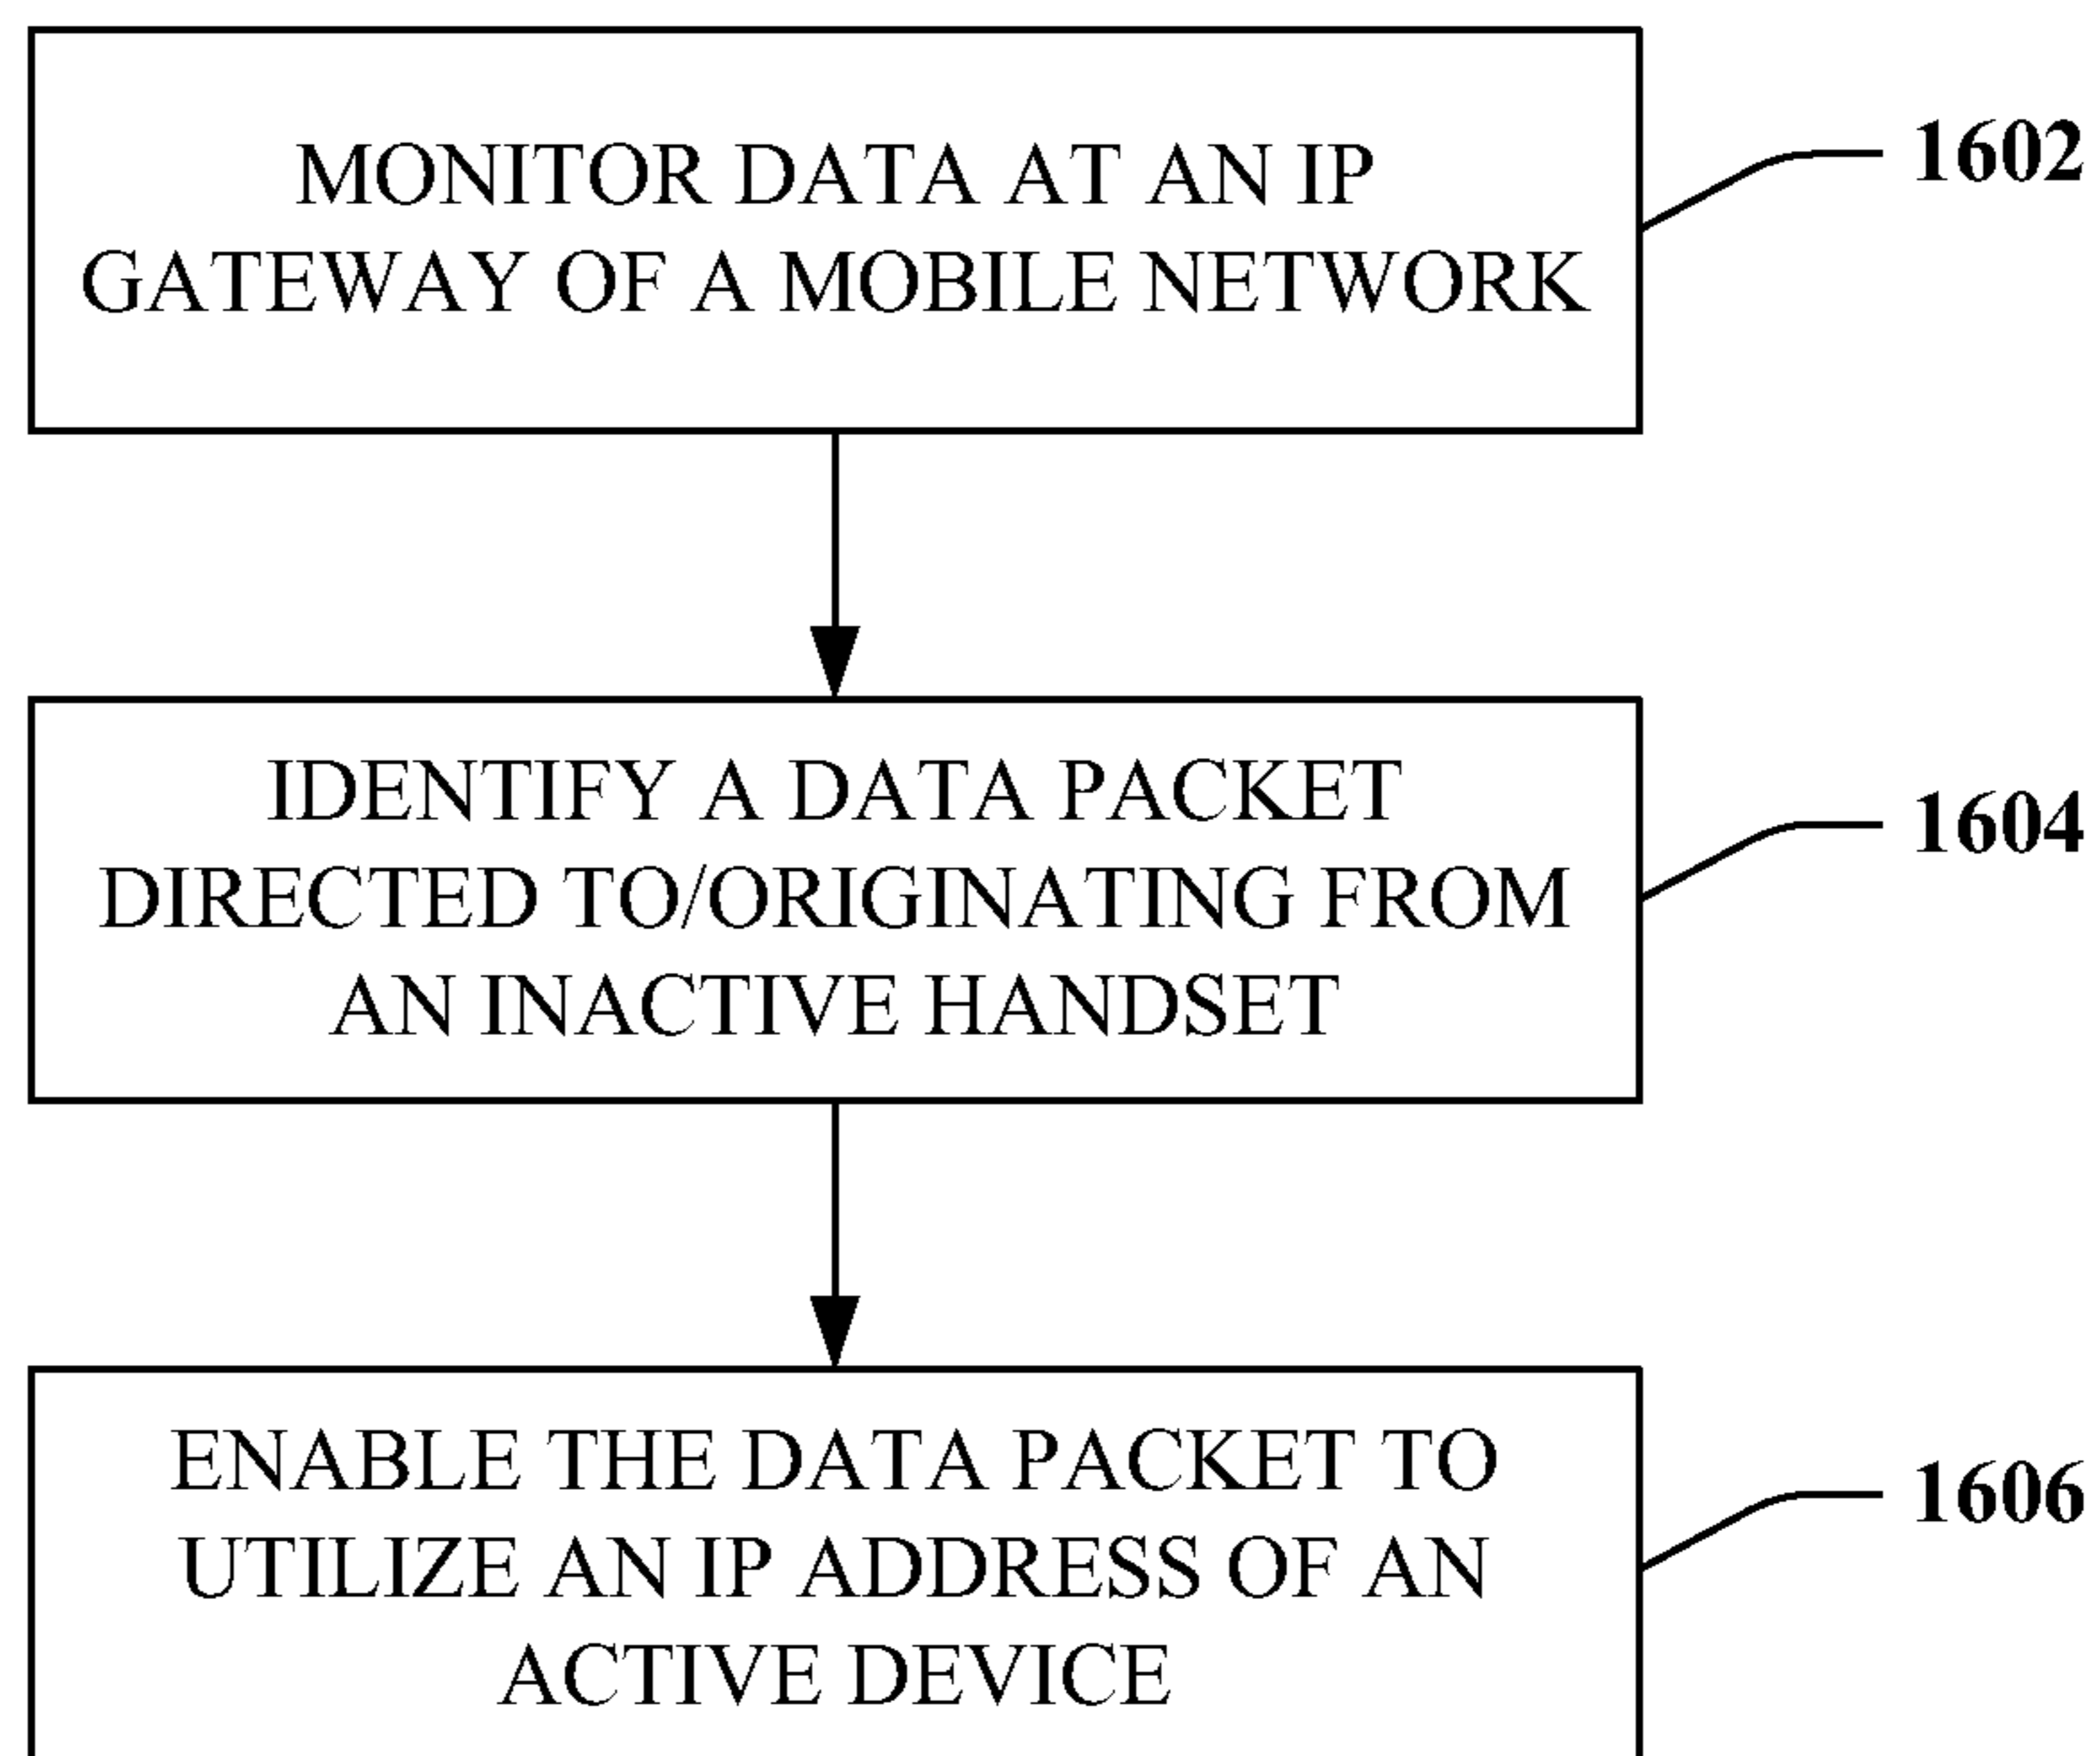 MONITOR DATA AT AN IP
GATEWAY OF A MOBILE NETWORK
1602
IDENTIFY A DATA PACKET
DIRECTED TO/ORIGINATING FROM
AN INACTIVE HANDSET
1604
ENABLE THE DATA PACKET TO
UTILIZE AN IP ADDRESS OF AN
ACTIVE DEVICE
1606